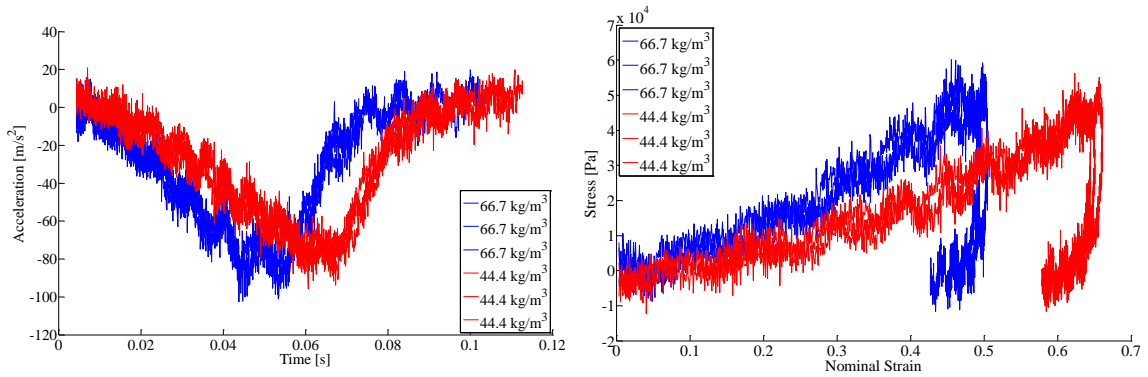 40
20
0
-20
-40
-60
-80
-100
-120
0
0.02
0.04
0.06
0.08
0.1
0.12
Acceleration [m/s²]
Time [s]
66.7 kg/m³
66.7 kg/m³
66.7 kg/m³
44.4 kg/m³
44.4 kg/m³
44.4 kg/m³
x 10⁴
7
6
5
4
3
2
1
0
-1
-2
0
0.1
0.2
0.3
0.4
0.5
0.6
0.7
Stress [Pa]
Nominal Strain
66.7 kg/m³
66.7 kg/m³
66.7 kg/m³
44.4 kg/m³
44.4 kg/m³
44.4 kg/m³